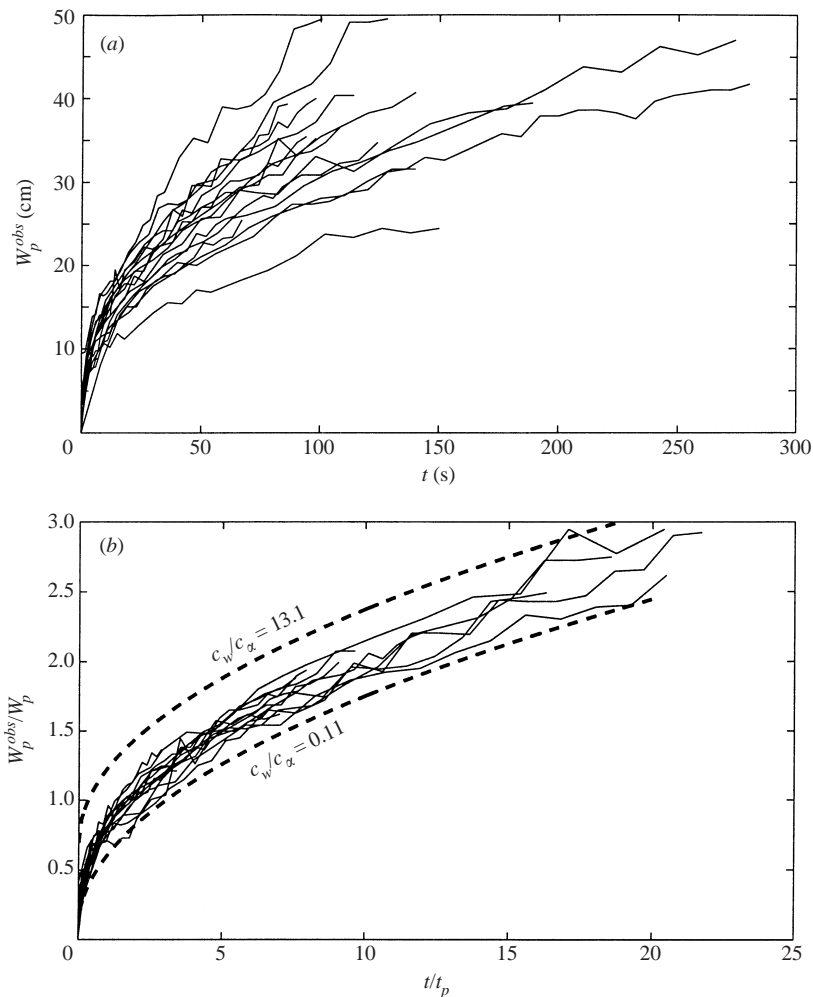 (a)
50
40
30
20
10
0
W_p^{obs} (cm)
50 100 150 200 250 300
t (s)
(b)
3.0
2.5
2.0
1.5
1.0
0.5
0
W_p^{obs}/W_p
c_w/c_α = 13.1
c_w/c_α = 0.11
5 10 15 20 25
t/t_p